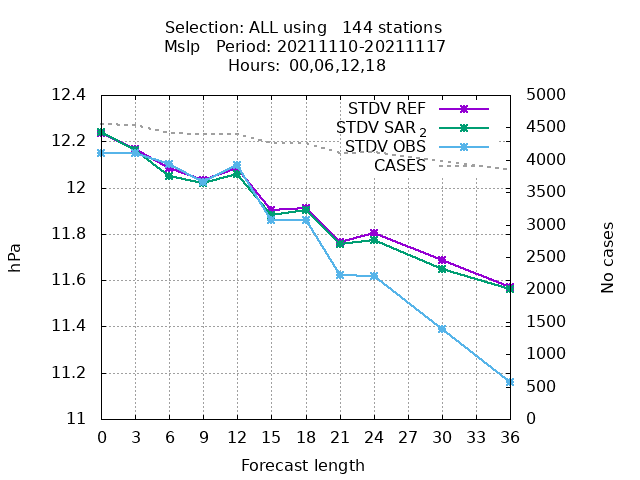 Selection: ALL using   144 stations
Mslp   Period: 20211110-20211117
Hours: 00,06,12,18
12.4
12.2
12
11.8
11.6
11.4
11.2
11
hPa
STDV REF
STDV SAR 2
STDV OBS
CASES
5000
4500
4000
3500
3000
2500
2000
1500
1000
500
0
No cases
0 3 6 9 12 15 18 21 24 27 30 33 36
Forecast length